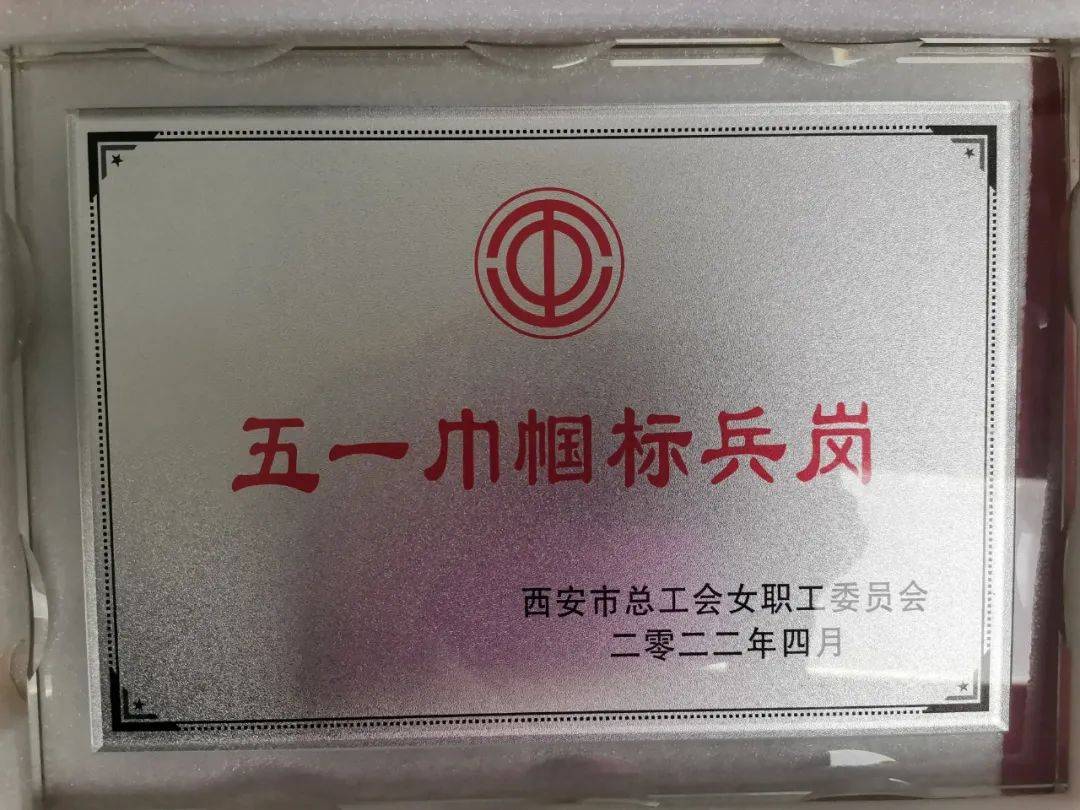 五一巾帼标兵岗
西安市总工会女职工委员会
二零二二年四月